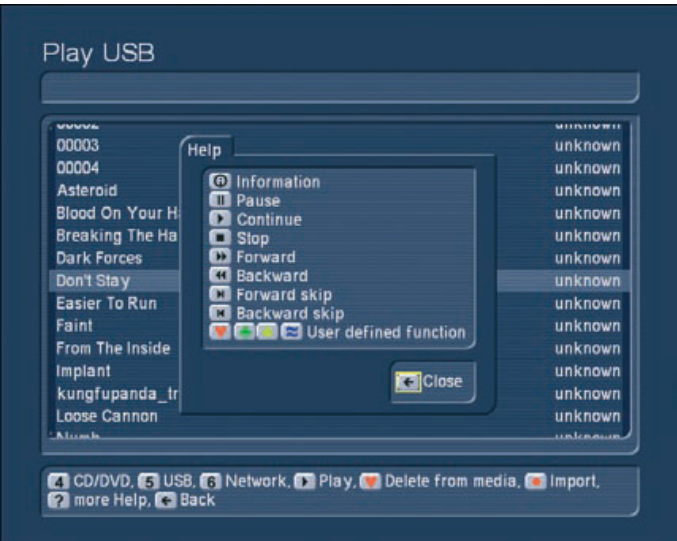 Play USB
00002 unknown
00003 unknown
00004 unknown
Asteroid unknown
Blood On Your H unknown
Breaking The Ha unknown
Dark Forces unknown
Don't Stay unknown
Easier To Run unknown
Faint unknown
From The Inside unknown
Implant unknown
kungfupanda_tr unknown
Loose Cannon unknown
Numb unknown
Help
Information
Pause
Continue
Stop
Forward
Backward
Forward skip
Backward skip
User defined function
Close
4 CD/DVD, 5 USB, 6 Network, Play, Delete from media, Import,
? more Help, Back